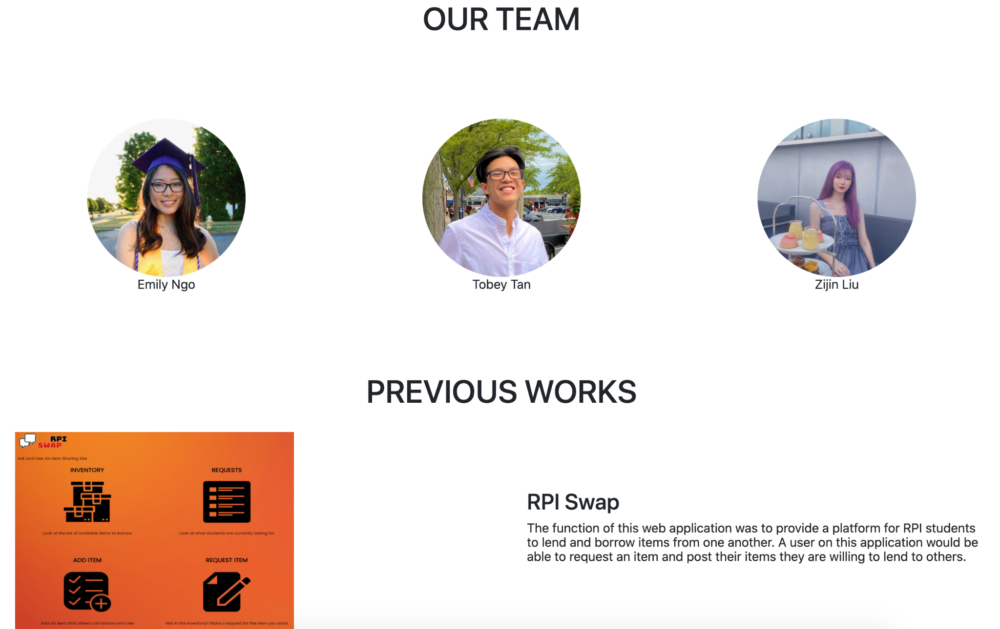 OUR TEAM
Emily Ngo
Tobey Tan
Zijin Liu
PREVIOUS WORKS
RPI
SWAP
Ask and Use: An Item Sharing Site
INVENTORY
REQUESTS
Look at the list of available items to borrow
Look at what students are currently asking for
ADD ITEM
REQUEST ITEM
Add an item that others can borrow and use
Not in the inventory? Make a request for the item you want
RPI Swap
The function of this web application was to provide a platform for RPI students
to lend and borrow items from one another. A user on this application would be
able to request an item and post their items they are willing to lend to others.